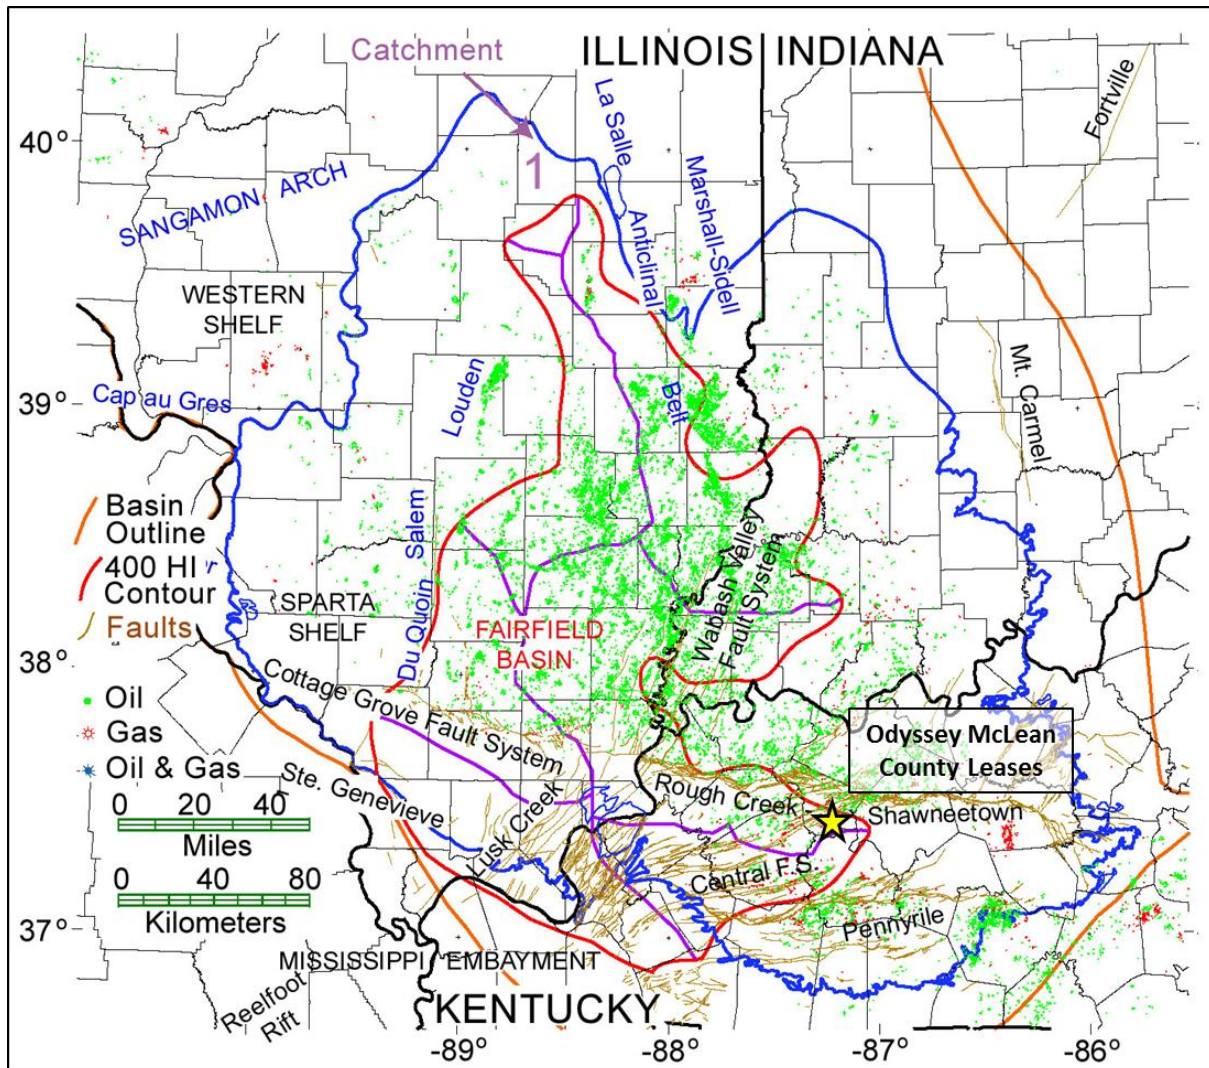 Catchment
1
ILLINOIS
INDIANA
La Salle
Anticlinal
Belt
Marshall-Sidell
Fortville
40°
SANGAMON ARCH
WESTERN
SHELF
39°
Cap au Gres
Louden
Mt. Carmel
Basin
Outline
400 HI
Contour
Faults
Salem
Du Quoin
SPARTA
SHELF
FAIRFIELD
BASIN
Wabash Valley
Fault System
38°
Oil
Gas
Oil & Gas
0 20 40
Miles
0 40 80
Kilometers
Cottage Grove Fault System
Ste. Genevieve
Lusk Creek
Odyssey McLean
County Leases
Rough Creek
Shawneetown
Central F.S.
Pennyrile
37°
MISSISSIPPI EMBAYMENT
Reelfoot
Rift
KENTUCKY
-89°
-88°
-87°
-86°